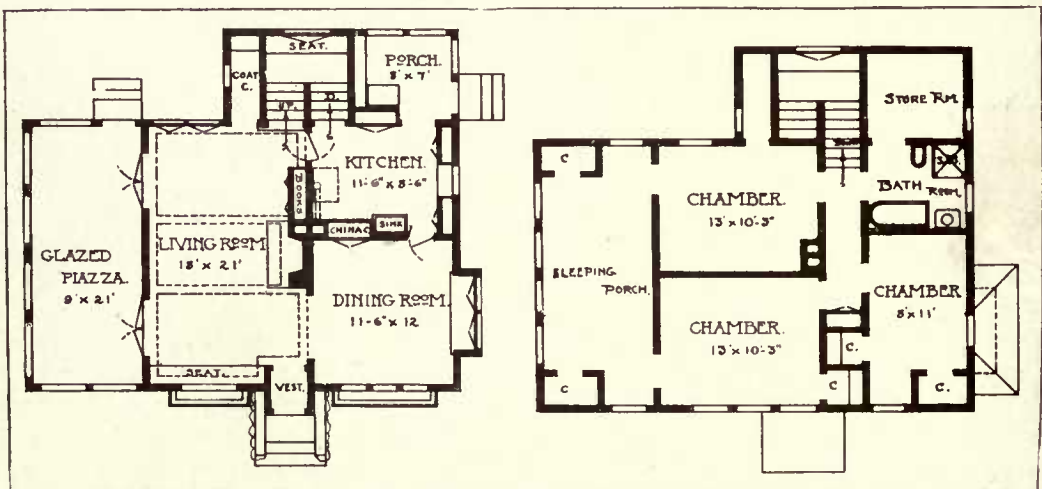 SEAT.
COAT
C.
PORCH.
8' x 7'
UP.
D.
KITCHEN.
11'-6" x 8'-6"
BOOKS
CHINA C.
SINK
GLAZED
PIAZZA.
9' x 21'
LIVING ROOM
13' x 21'
DINING ROOM.
11'-6" x 12
SEAT.
VEST.
STORE RM.
C
BATH ROOM.
CHAMBER.
13' x 10'-3"
SLEEPING
PORCH.
CHAMBER
8' x 11'
CHAMBER.
13' x 10'-3"
C.
C
C
C.